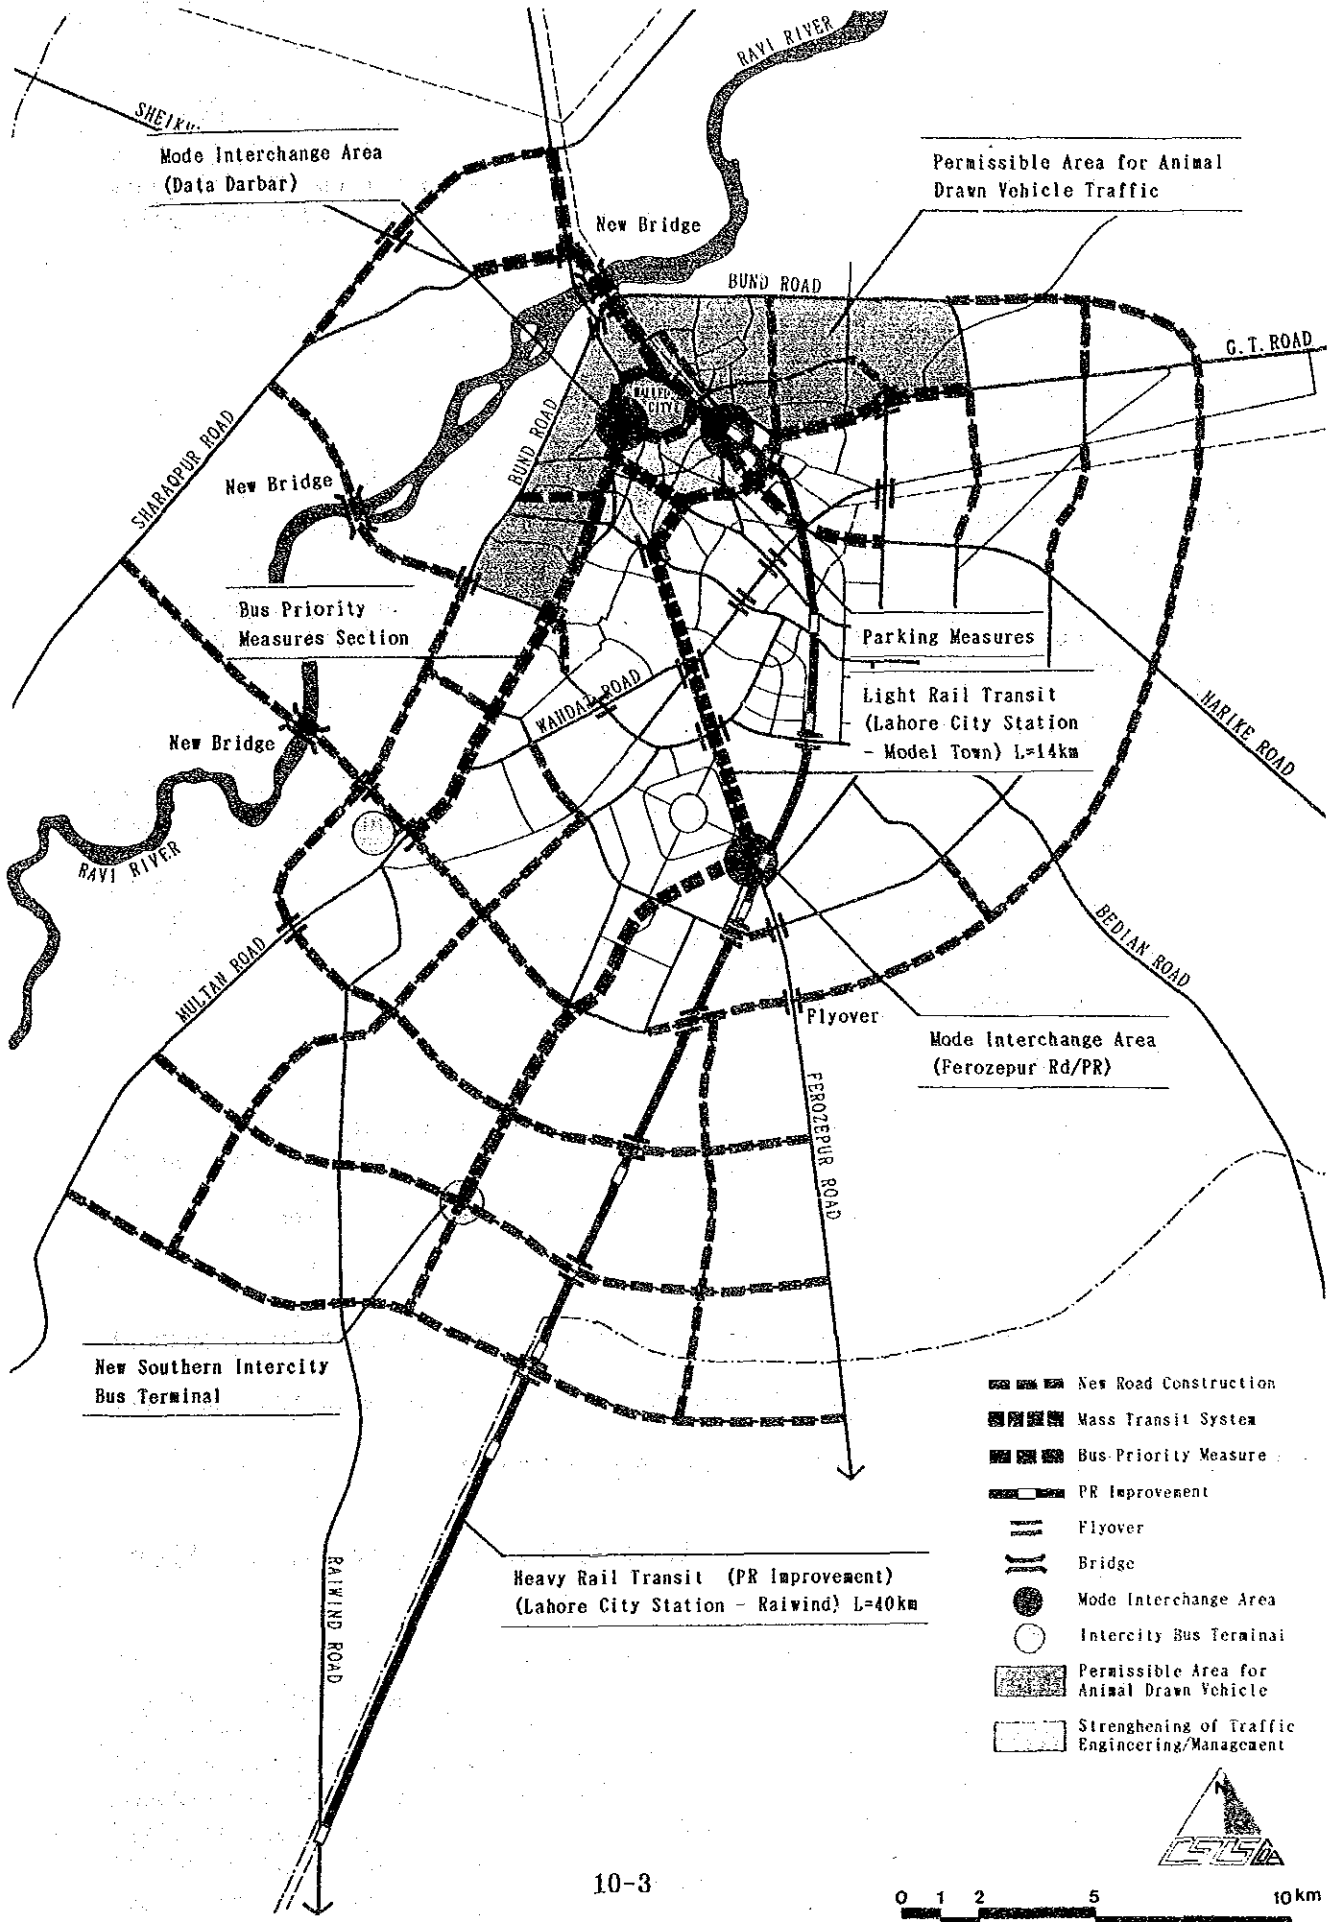 RAVI RIVER
Mode Interchange Area
(Data Darbar)
Permissible Area for Animal
Drawn Vehicle Traffic
New Bridge
BUND ROAD
G.T. ROAD
WALLED
CITY
SHARAQPUR ROAD
BUND ROAD
New Bridge
Bus Priority
Measures Section
Parking Measures
Light Rail Transit
(Lahore City Station
- Model Town) L=14km
New Bridge
HARIKE ROAD
RAVI RIVER
MULTAN ROAD
BEDIAN ROAD
Flyover
Mode Interchange Area
(Ferozepur Rd/PR)
FEROZEPUR ROAD
New Southern Intercity
Bus Terminal
Heavy Rail Transit (PR Improvement)
(Lahore City Station - Raiwind) L=40km
RAIWIND ROAD
New Road Construction
Mass Transit System
Bus Priority Measure
PR Improvement
Flyover
Bridge
Mode Interchange Area
Intercity Bus Terminal
Permissible Area for
Animal Drawn Vehicle
Strenghening of Traffic
Engineering/Management
N
10-3
0 1 2 5 10 km